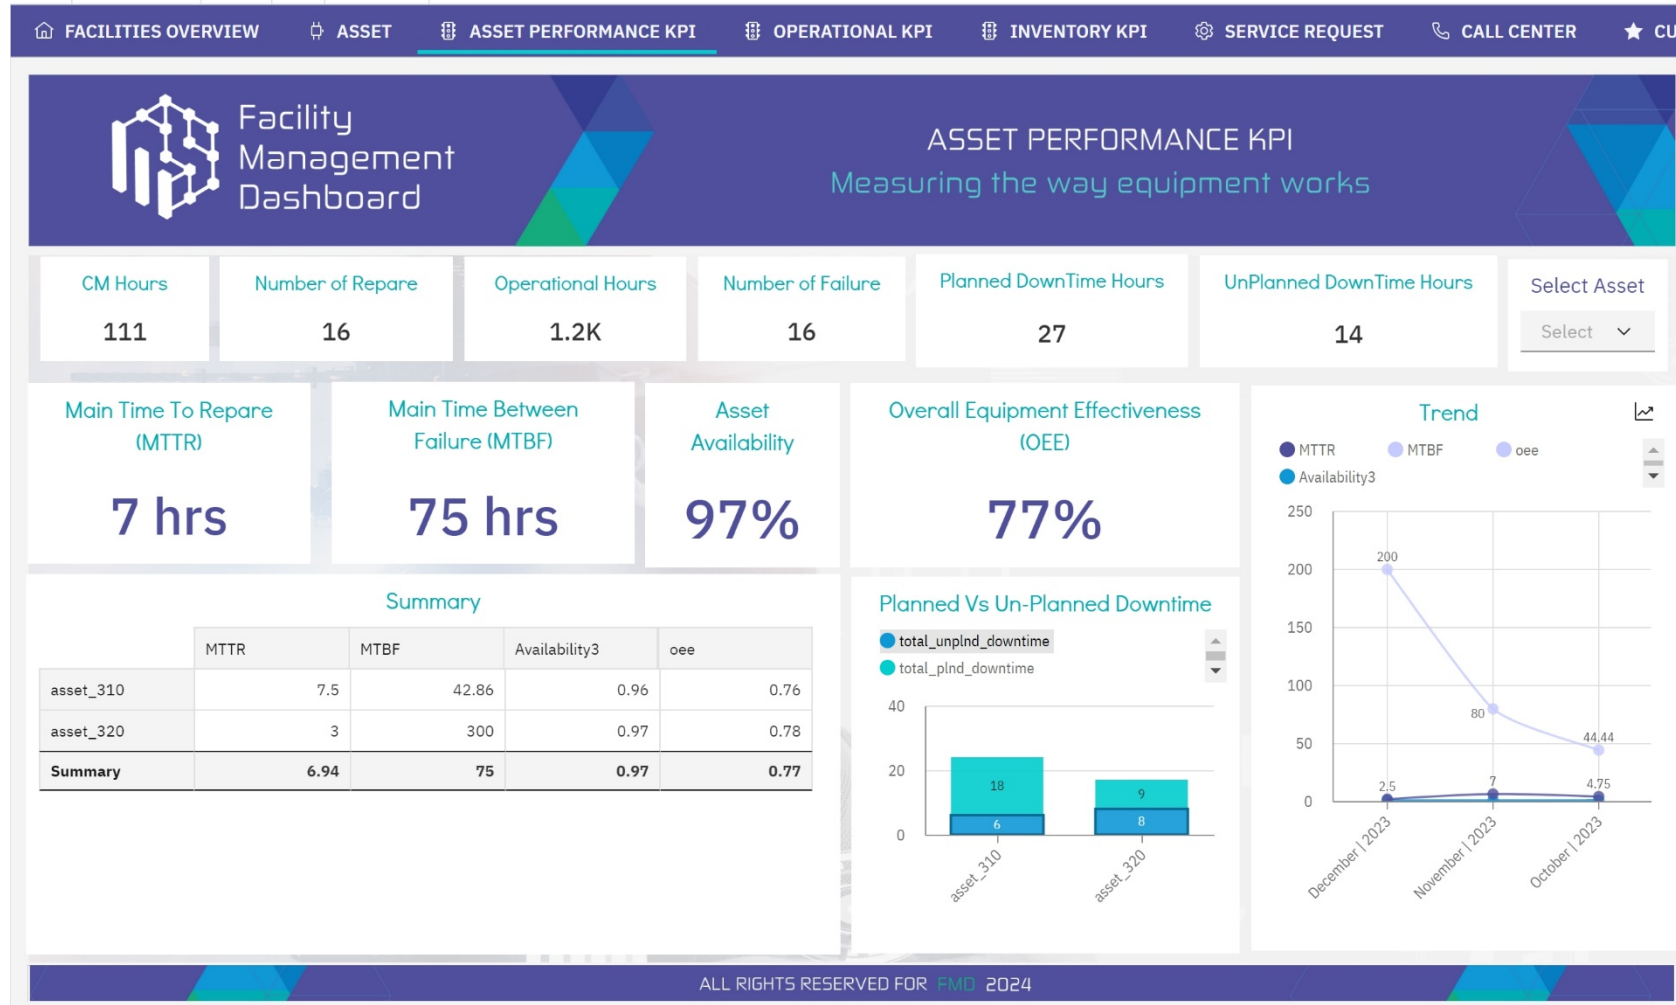 FACILITIES OVERVIEW
ASSET
ASSET PERFORMANCE KPI
OPERATIONAL KPI
INVENTORY KPI
SERVICE REQUEST
CALL CENTER
CU
Facility
Management
Dashboard
ASSET PERFORMANCE KPI
Measuring the way equipment works
CM Hours
111
Number of Repare
16
Operational Hours
1.2K
Number of Failure
16
Planned DownTime Hours
27
UnPlanned DownTime Hours
14
Select Asset
Select
Main Time To Repare
(MTTR)
7 hrs
Main Time Between
Failure (MTBF)
75 hrs
Asset
Availability
97%
Overall Equipment Effectiveness
(OEE)
77%
Summary
MTTR MTBF Availability3 oee
asset_310 7.5 42.86 0.96 0.76
asset_320 3 300 0.97 0.78
Summary 6.94 75 0.97 0.77
Planned Vs Un-Planned Downtime
total_unplnd_downtime
total_plnd_downtime
40
20
0
18
6
9
8
asset_310
asset_320
Trend
MTTR MTBF oee
Availability3
250
200
150
100
50
0
200
80
44.44
2.5
7
4.75
December | 2023
November | 2023
October | 2023
ALL RIGHTS RESERVED FOR FMD 2024